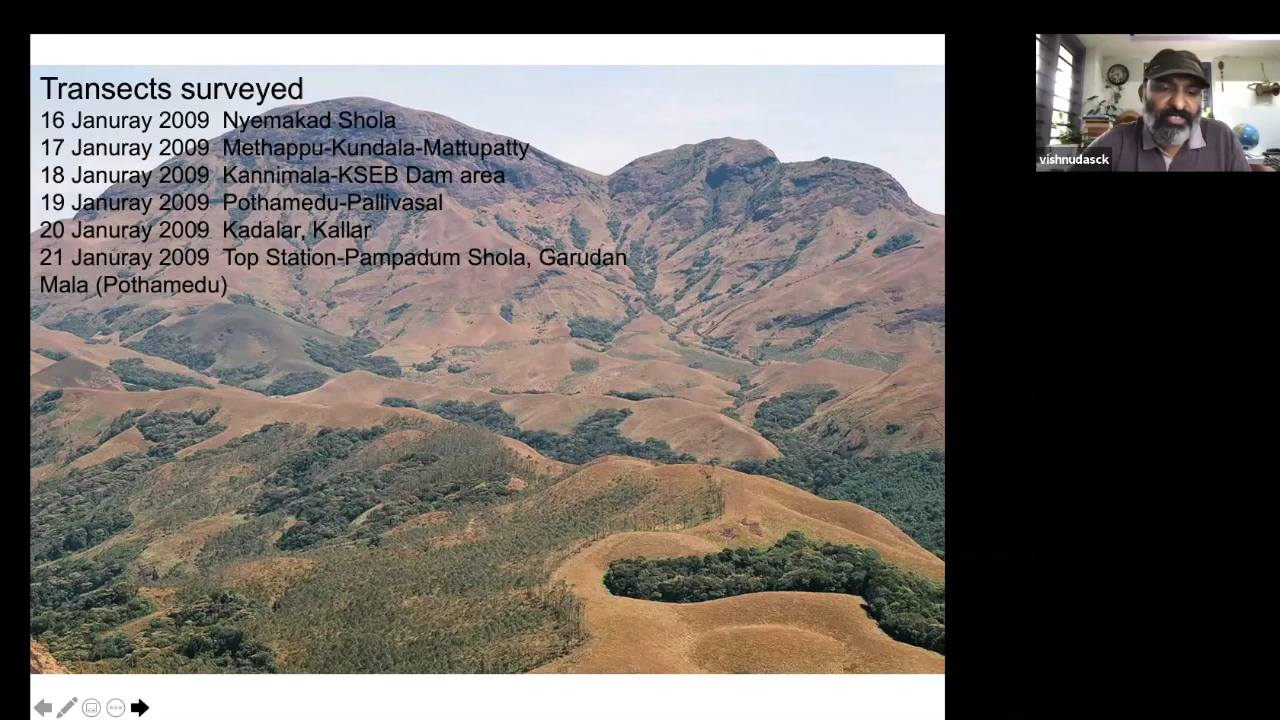 Transects surveyed
16 Januray 2009 Nyemakad Shola
17 Januray 2009 Methappu-Kundala-Mattupatty
18 Januray 2009 Kannimala-KSEB Dam area
19 Januray 2009 Pothamedu-Pallivasal
20 Januray 2009 Kadalar, Kallar
21 Januray 2009 Top Station-Pampadum Shola, Garudan
Mala (Pothamedu)
vishnudasck